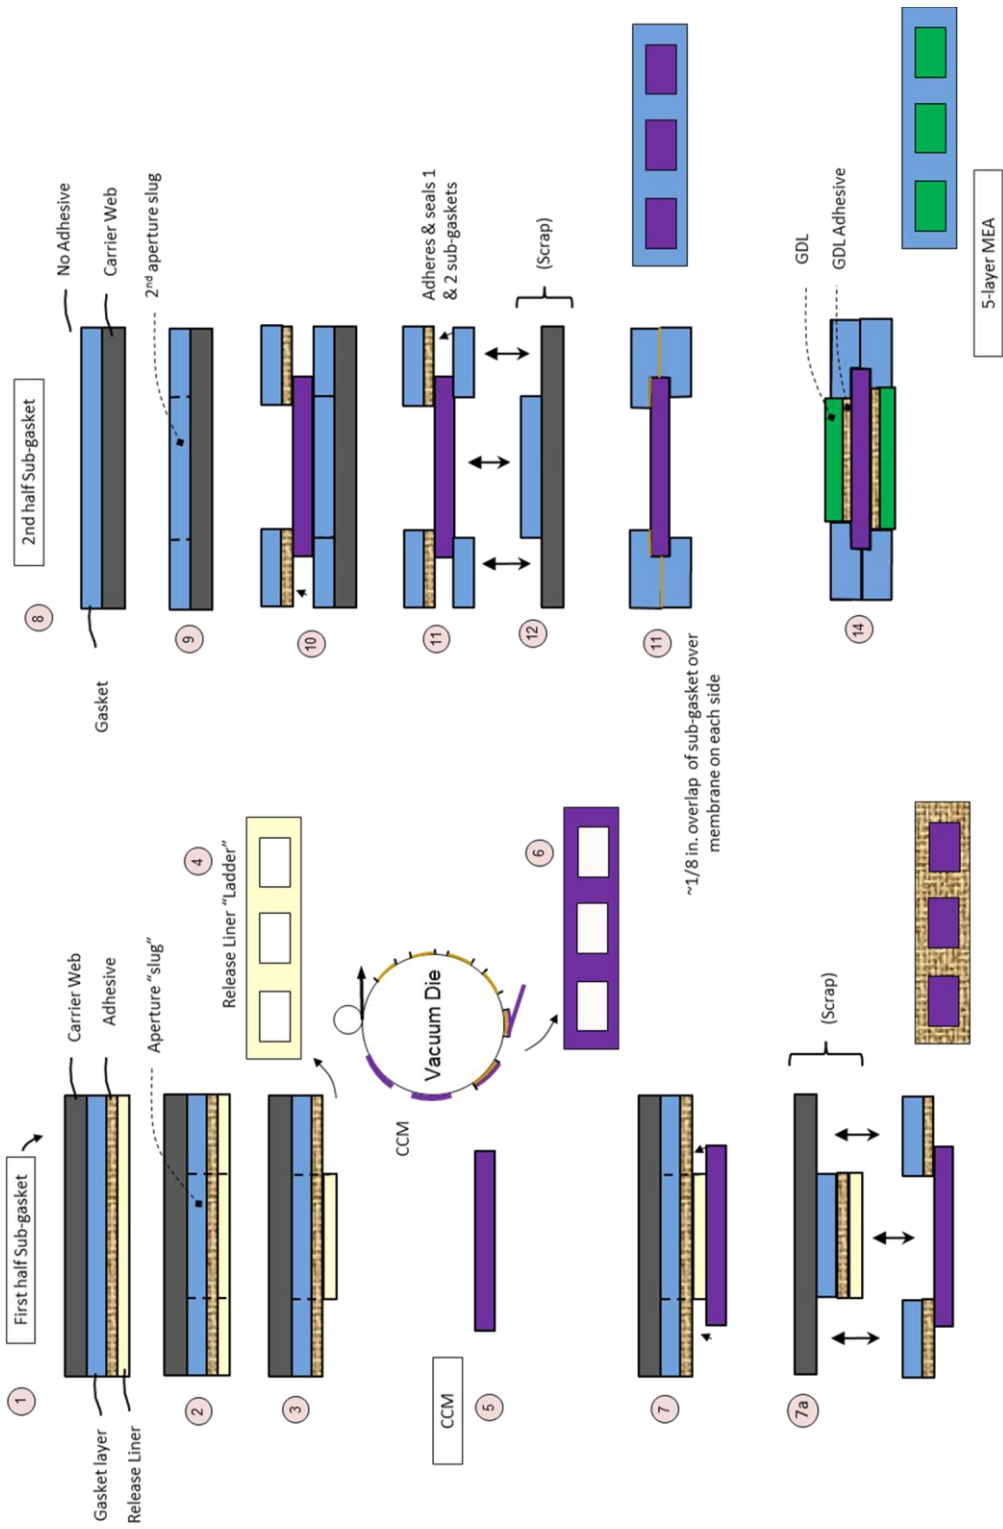 First half Sub-gasket
1
Carrier Web
Adhesive
Gasket layer
Release Liner
2
Aperture “slug”
3
4
Release Liner “Ladder”
CCM
5
CCM
Vacuum Die
6
7
7a
(Scrap)
2nd half Sub-gasket
8
No Adhesive
Carrier Web
Gasket
9
2nd aperture slug
10
11
Adheres & seals 1
& 2 sub-gaskets
12
(Scrap)
11
~1/8 in. overlap of sub-gasket over
membrane on each side
14
GDL
GDL Adhesive
5-layer MEA